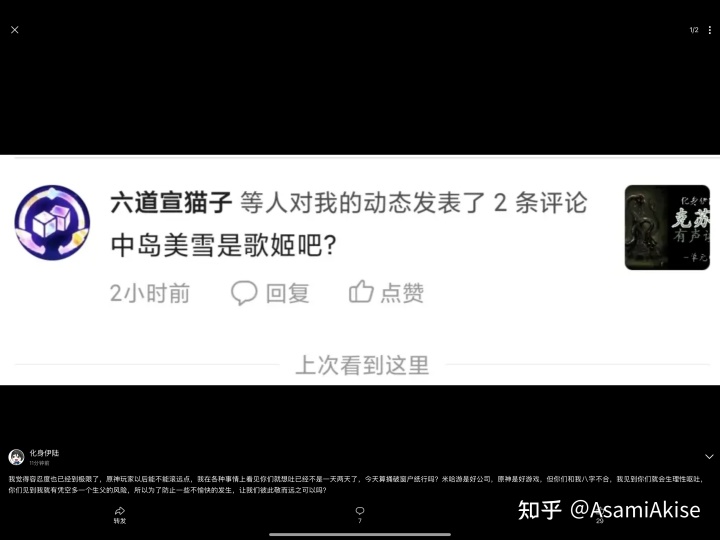 1/2
六道宣猫子 等人对我的动态发表了 2 条评论
中岛美雪是歌姬吧?
2小时前 回复 点赞
化身伊
克苏
有声
上次看到这里
化身伊陆
11分钟前
我觉得容忍度也已经到极限了，原神玩家以后能不能滚远点，我在各种事情上看见你们就想吐已经不是一天两天了，今天算捅破窗户纸行吗？米哈游是好公司，原神是好游戏，但你们和我八字不合，我见到你们就会生理性呕吐，
你们见到我就有凭空多一个生父的风险，所以为了防止一些不愉快的发生，让我们彼此敬而远之可以吗？
转发 7 29
知乎 @AsamiAkise